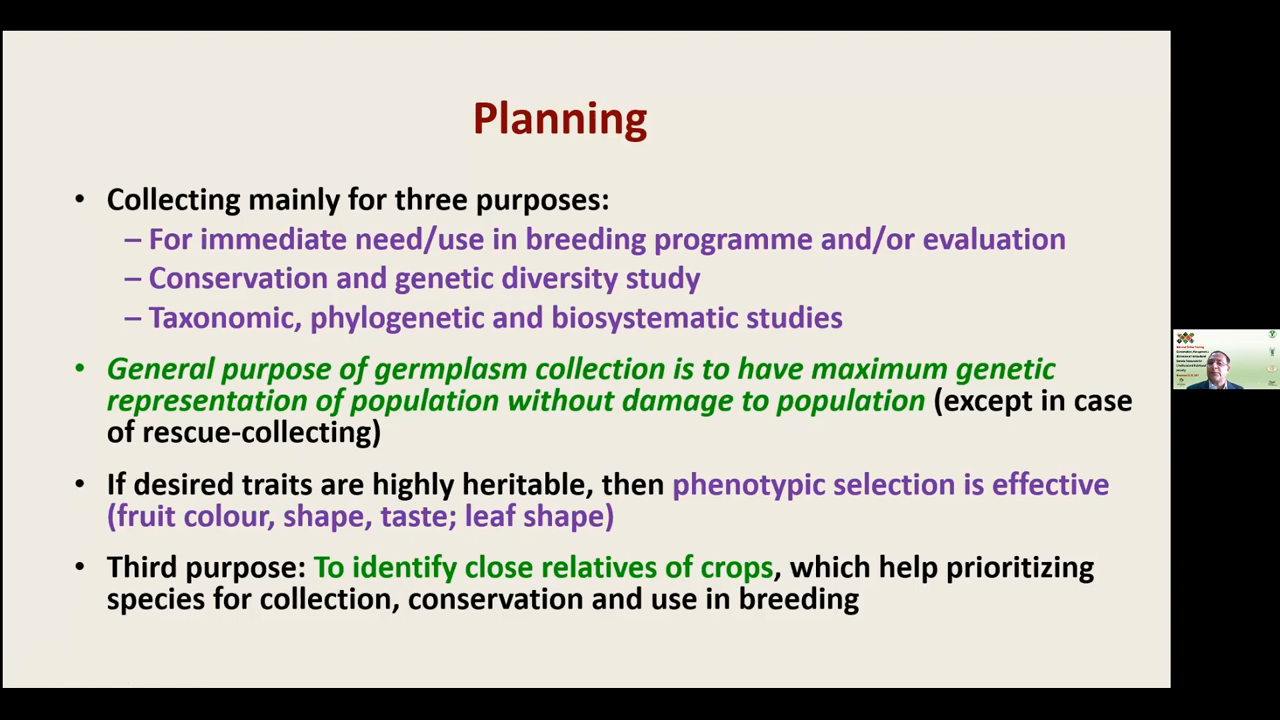 Planning
• Collecting mainly for three purposes:
– For immediate need/use in breeding programme and/or evaluation
– Conservation and genetic diversity study
– Taxonomic, phylogenetic and biosystematic studies
• General purpose of germplasm collection is to have maximum genetic
representation of population without damage to population (except in case
of rescue-collecting)
• If desired traits are highly heritable, then phenotypic selection is effective
(fruit colour, shape, taste; leaf shape)
• Third purpose: To identify close relatives of crops, which help prioritizing
species for collection, conservation and use in breeding